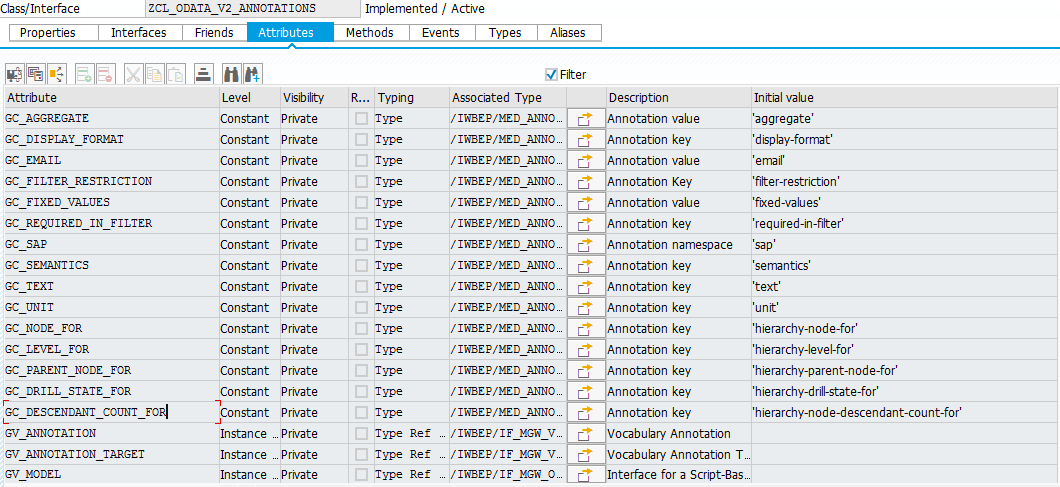 Class/Interface ZCL_ODATA_V2_ANNOTATIONS Implemented / Active
Properties Interfaces Friends Attributes Methods Events Types Aliases
Filter
Attribute Level Visibility R... Typing Associated Type Description Initial value
GC_AGGREGATE Constant Private Type /IWBEP/MED_ANNO... Annotation value 'aggregate'
GC_DISPLAY_FORMAT Constant Private Type /IWBEP/MED_ANNO... Annotation key 'display-format'
GC_EMAIL Constant Private Type /IWBEP/MED_ANNO... Annotation value 'email'
GC_FILTER_RESTRICTION Constant Private Type /IWBEP/MED_ANNO... Annotation Key 'filter-restriction'
GC_FIXED_VALUES Constant Private Type /IWBEP/MED_ANNO... Annotation value 'fixed-values'
GC_REQUIRED_IN_FILTER Constant Private Type /IWBEP/MED_ANNO... Annotation key 'required-in-filter'
GC_SAP Constant Private Type /IWBEP/MED_ANNO... Annotation namespace 'sap'
GC_SEMANTICS Constant Private Type /IWBEP/MED_ANNO... Annotation key 'semantics'
GC_TEXT Constant Private Type /IWBEP/MED_ANNO... Annotation key 'text'
GC_UNIT Constant Private Type /IWBEP/MED_ANNO... Annotation key 'unit'
GC_NODE_FOR Constant Private Type /IWBEP/MED_ANNO... Annotation key 'hierarchy-node-for'
GC_LEVEL_FOR Constant Private Type /IWBEP/MED_ANNO... Annotation key 'hierarchy-level-for'
GC_PARENT_NODE_FOR Constant Private Type /IWBEP/MED_ANNO... Annotation key 'hierarchy-parent-node-for'
GC_DRILL_STATE_FOR Constant Private Type /IWBEP/MED_ANNO... Annotation key 'hierarchy-drill-state-for'
GC_DESCENDANT_COUNT_FOR Constant Private Type /IWBEP/MED_ANNO... Annotation key 'hierarchy-node-descendant-count-for'
GV_ANNOTATION Instance ... Private Type Ref ... /IWBEP/IF_MGW_V... Vocabulary Annotation
GV_ANNOTATION_TARGET Instance ... Private Type Ref ... /IWBEP/IF_MGW_V... Vocabulary Annotation T...
GV_MODEL Instance ... Private Type Ref ... /IWBEP/IF_MGW_O... Interface for a Script-Bas...